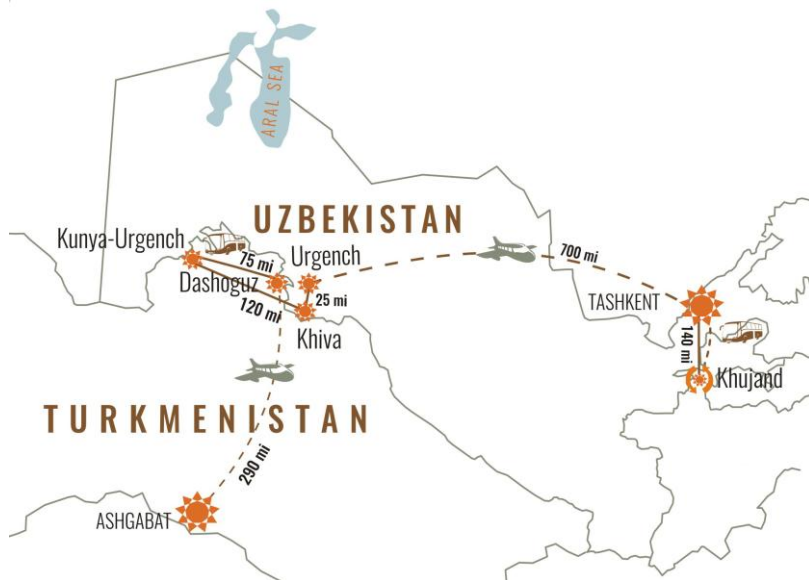 ARAL SEA
UZBEKISTAN
Kunya-Urgench
75 mi
Urgench
700 mi
Dashoguz
120 mi
25 mi
TASHKENT
Khiva
140 mi
Khujand
TURKMENISTAN
290 mi
ASHGABAT